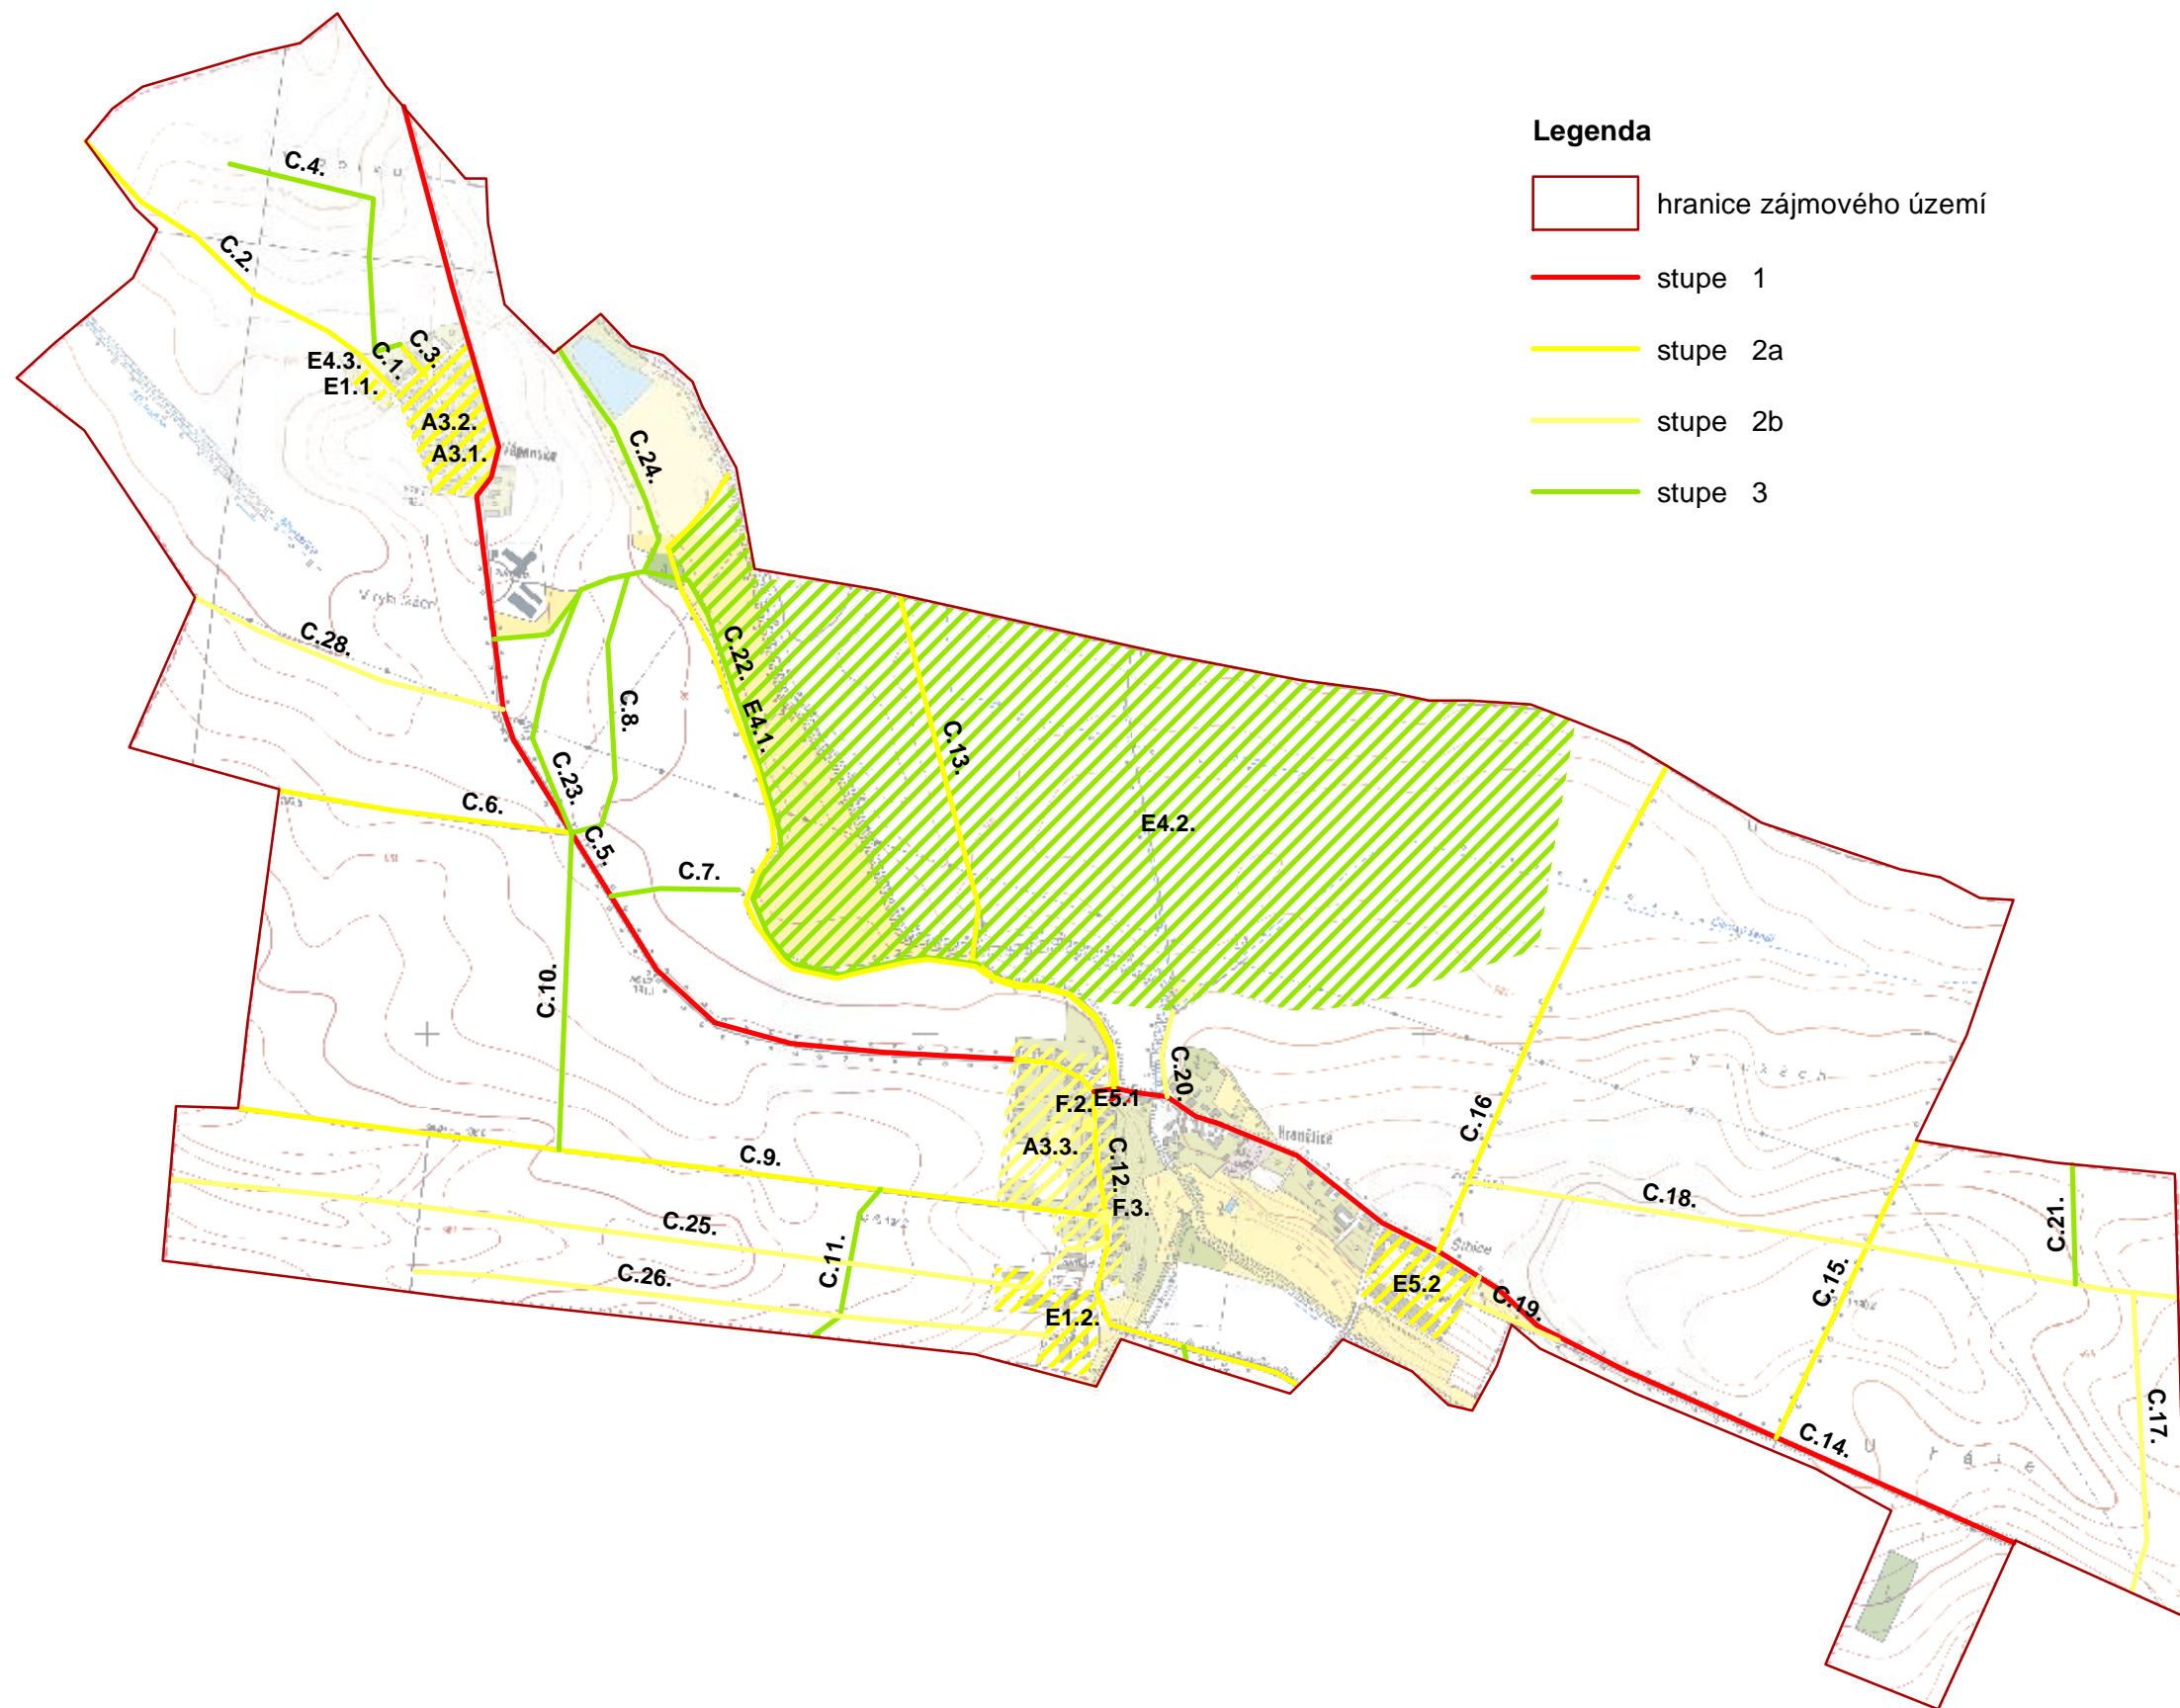 Legenda
hranice zájmového území
stupe 1
stupe 2a
stupe 2b
stupe 3
C.4.
C.2.
C.3.
C.1.
E4.3.
E1.1.
A3.2.
A3.1.
C.24.
C.28.
C.22.
E4.1.
C.8.
C.13.
C.23.
C.6.
C.5.
E4.2.
C.7.
C.10.
C.20.
F.2.
E5.1
C.16
A3.3.
C.12.
C.9.
F.3.
C.18.
C.21.
C.25.
C.11.
C.26.
E5.2
C.15.
C.19.
E1.2.
C.17.
C.14.